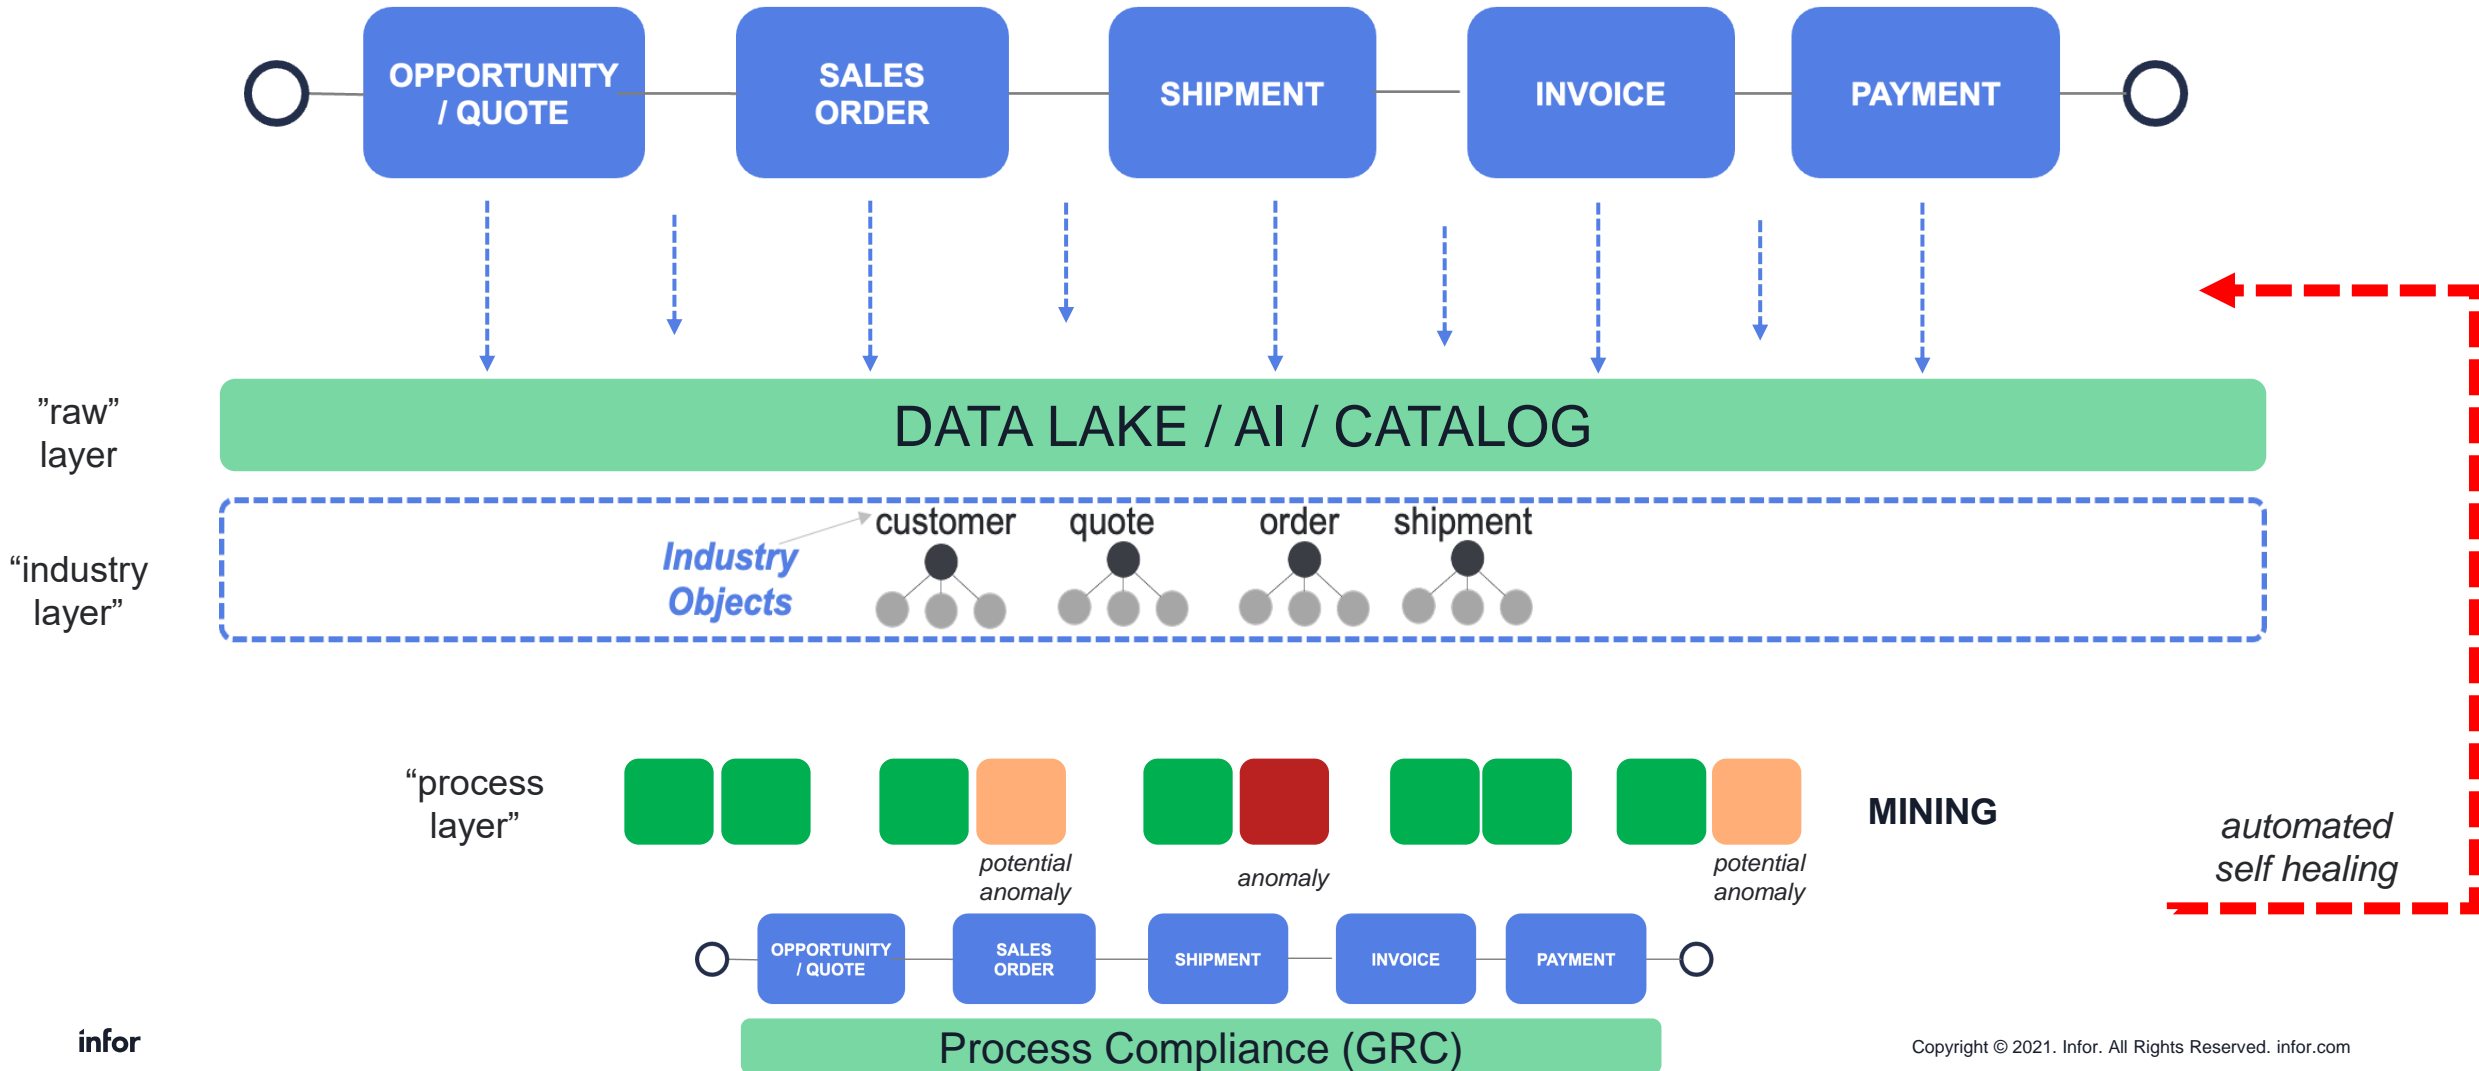 OPPORTUNITY
/ QUOTE
SALES
ORDER
SHIPMENT
INVOICE
PAYMENT
”raw”
layer
DATA LAKE / AI / CATALOG
“industry
layer”
Industry
Objects
customer
quote
order
shipment
“process
layer”
potential
anomaly
anomaly
potential
anomaly
MINING
automated
self healing
OPPORTUNITY
/ QUOTE
SALES
ORDER
SHIPMENT
INVOICE
PAYMENT
Process Compliance (GRC)
infor
Copyright © 2021. Infor. All Rights Reserved. infor.com